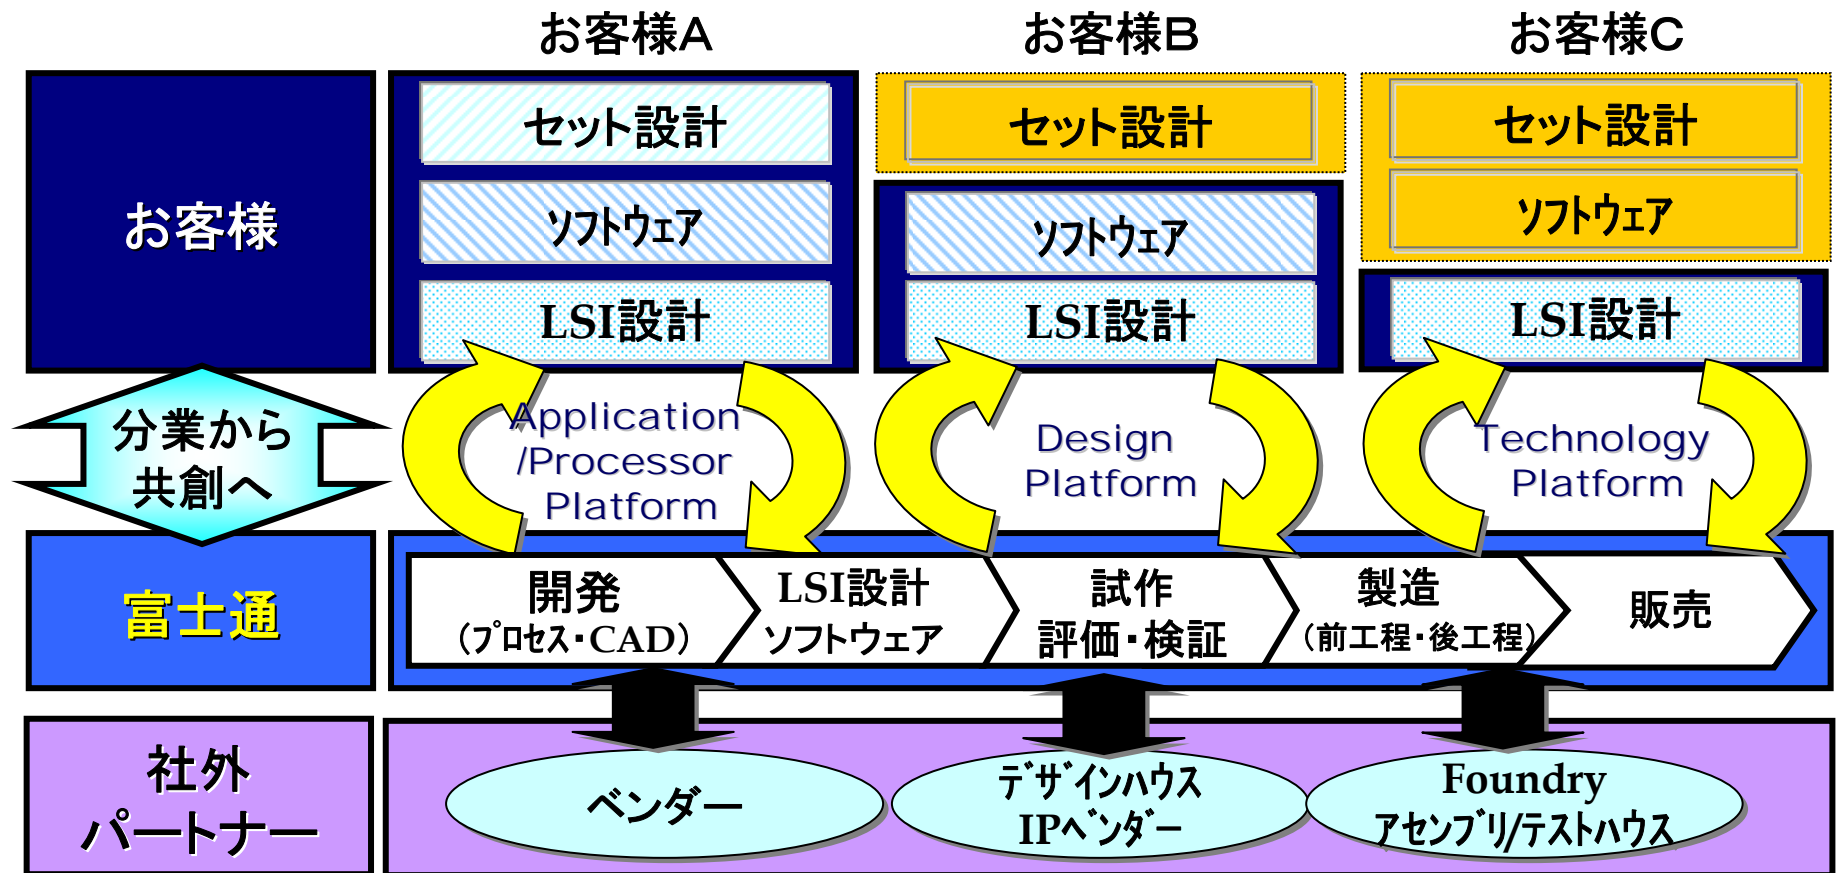 お客様A
お客様B
お客様C
お客様
セット設計
ソフトウェア
LSI設計
セット設計
ソフトウェア
LSI設計
セット設計
ソフトウェア
LSI設計
分業から
共創へ
Application
/Processor
Platform
Design
Platform
Technology
Platform
富士通
開発
(プロセス・CAD)
LSI設計
ソフトウェア
試作
評価・検証
製造
(前工程・後工程)
販売
社外
パートナー
ベンダー
デザインハウス
IPベンダー
Foundry
アセンブリ/テストハウス